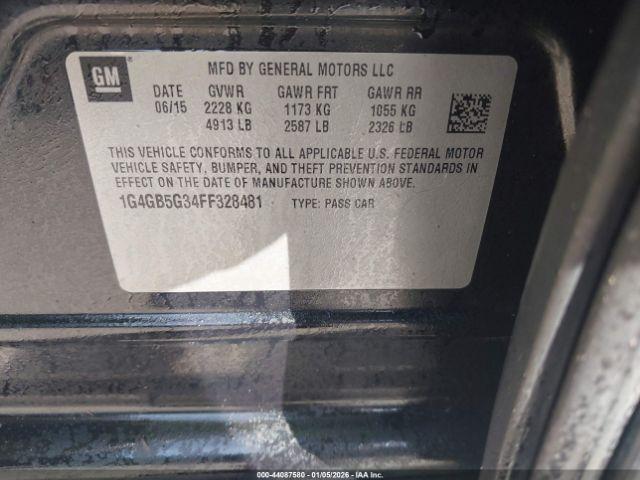 GM
MFD BY GENERAL MOTORS LLC
DATE GVWR GAWR FRT GAWR RR
06/15 2228 KG 1173 KG 1055 KG
4913 LB 2587 LB 2326 LB
THIS VEHICLE CONFORMS TO ALL APPLICABLE U.S. FEDERAL MOTOR
VEHICLE SAFETY, BUMPER, AND THEFT PREVENTION STANDARDS
IN EFFECT ON THE DATE OF MANUFACTURE SHOWN ABOVE.
1G4GB5G34FF328481 TYPE: PASS CAR
000-44087580 - 01/05/2026 - IAAI, Inc.